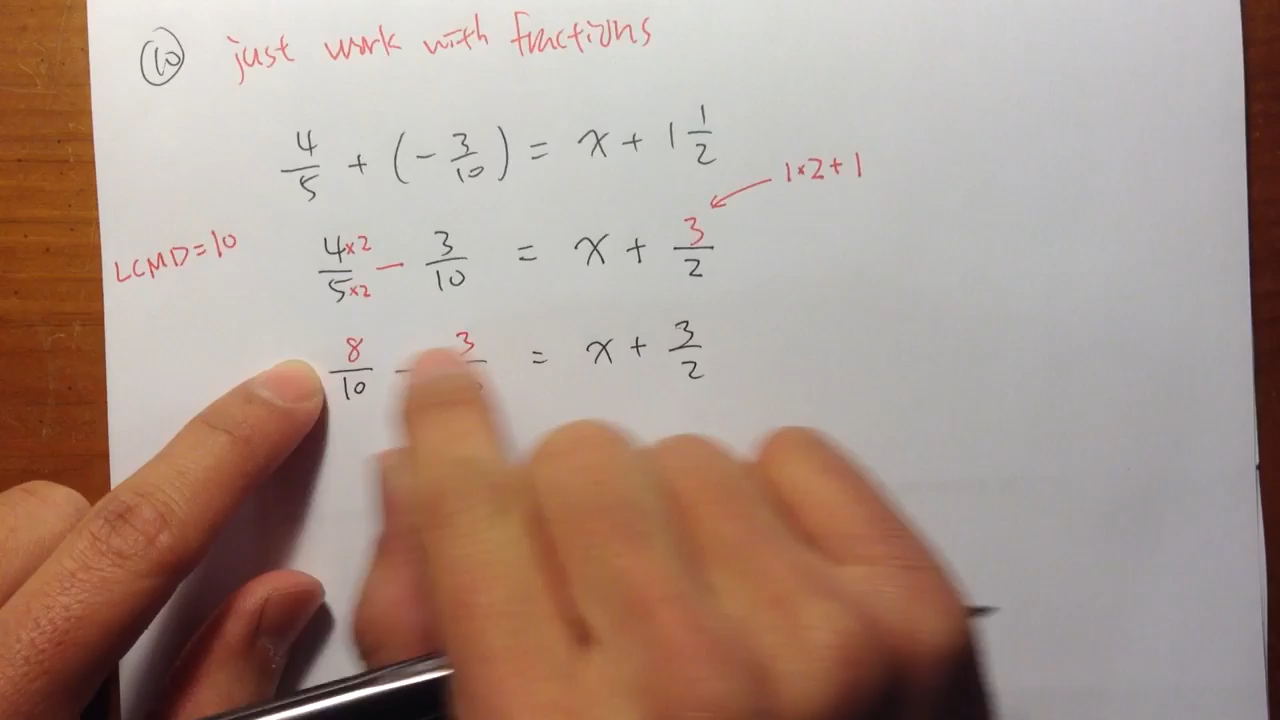 ⑩ just work with fractions
4/5 + (- 3/10) = x + 1 1/2
1×2+1
LCMD=10
4×2/5×2 - 3/10 = x + 3/2
8/10 - 3/ = x + 3/2